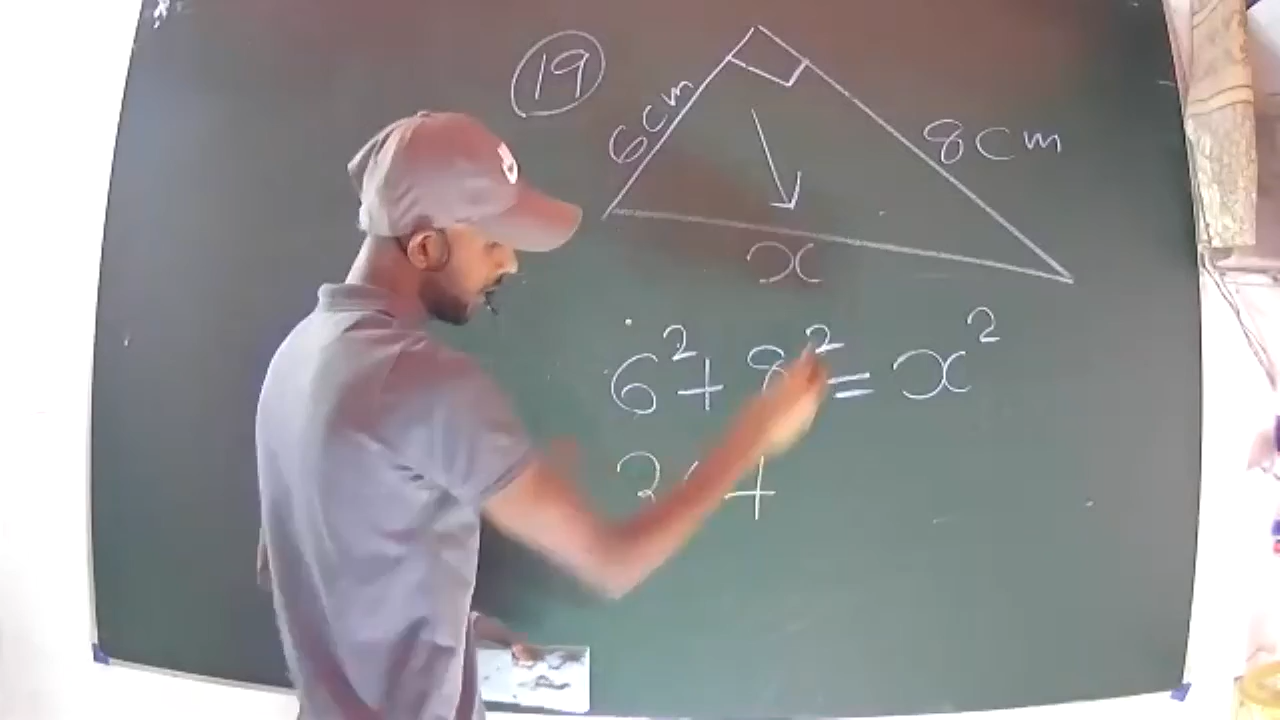 19
6cm
8cm
x
6² + 8² = x²
+